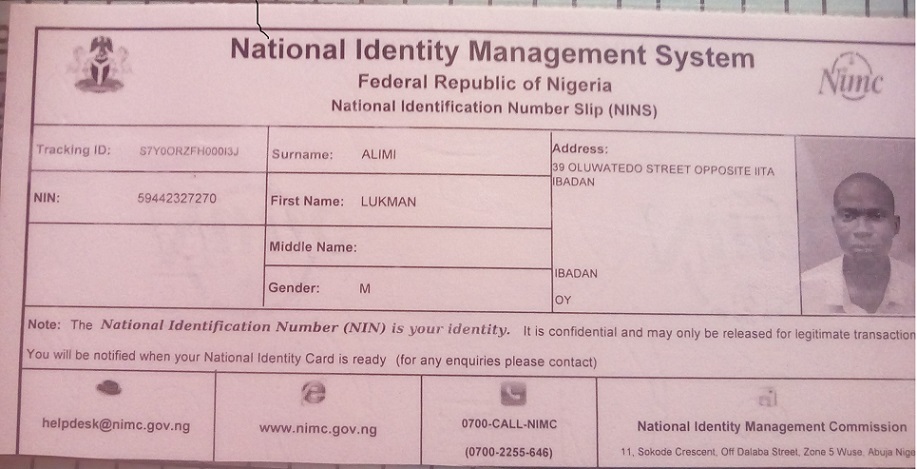 National Identity Management System
Federal Republic of Nigeria
National Identification Number Slip (NINS)
Nimc
Tracking ID: S7Y0ORZFH00I3J
Surname: ALIMI
Address:
39 OLUWATEDO STREET OPPOSITE IITA
IBADAN
NIN: 59442327270
First Name: LUKMAN
Middle Name:
IBADAN
Gender: M
OY
Note: The National Identification Number (NIN) is your identity. It is confidential and may only be released for legitimate transaction
You will be notified when your National Identity Card is ready (for any enquiries please contact)
helpdesk@nimc.gov.ng
www.nimc.gov.ng
0700-CALL-NIMC
(0700-2255-646)
National Identity Management Commission
11, Sokode Crescent, Off Dalaba Street, Zone 5 Wuse, Abuja Nige